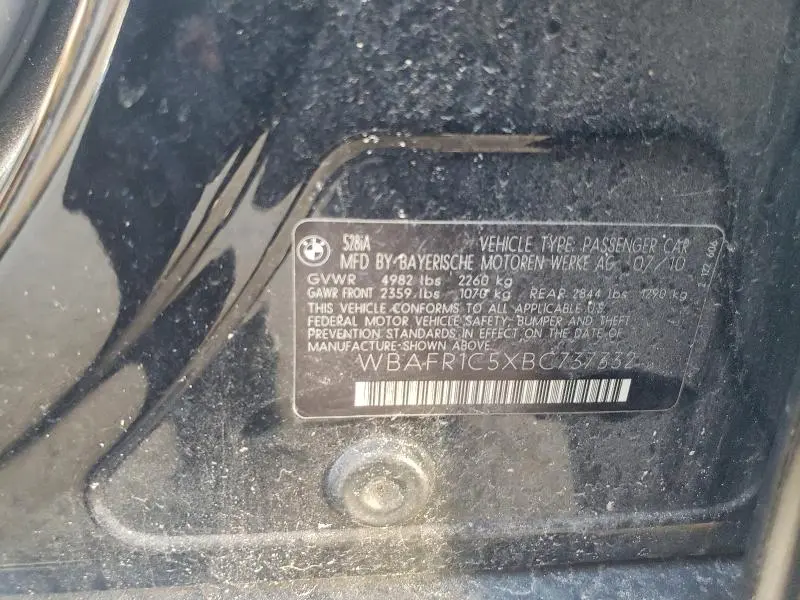 528iA VEHICLE TYPE: PASSENGER CAR
MFD BY BAYERISCHE MOTOREN WERKE AG 07/10
GVWR 4982 lbs 2260 kg
GAWR FRONT 2359 lbs 1070 kg REAR 2844 lbs 1290 kg
THIS VEHICLE CONFORMS TO ALL APPLICABLE U.S.
FEDERAL MOTOR VEHICLE SAFETY BUMPER AND THEFT
PREVENTION STANDARDS IN EFFECT ON THE DATE OF
MANUFACTURE SHOWN ABOVE.
WBAFR1C5XBC737332